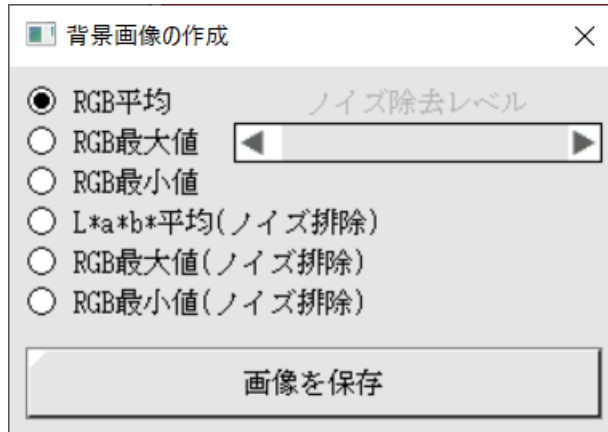 背景画像の作成
RGB平均
ノイズ除去レベル
RGB最大値
RGB最小値
L*a*b*平均(ノイズ排除)
RGB最大値(ノイズ排除)
RGB最小値(ノイズ排除)
画像を保存